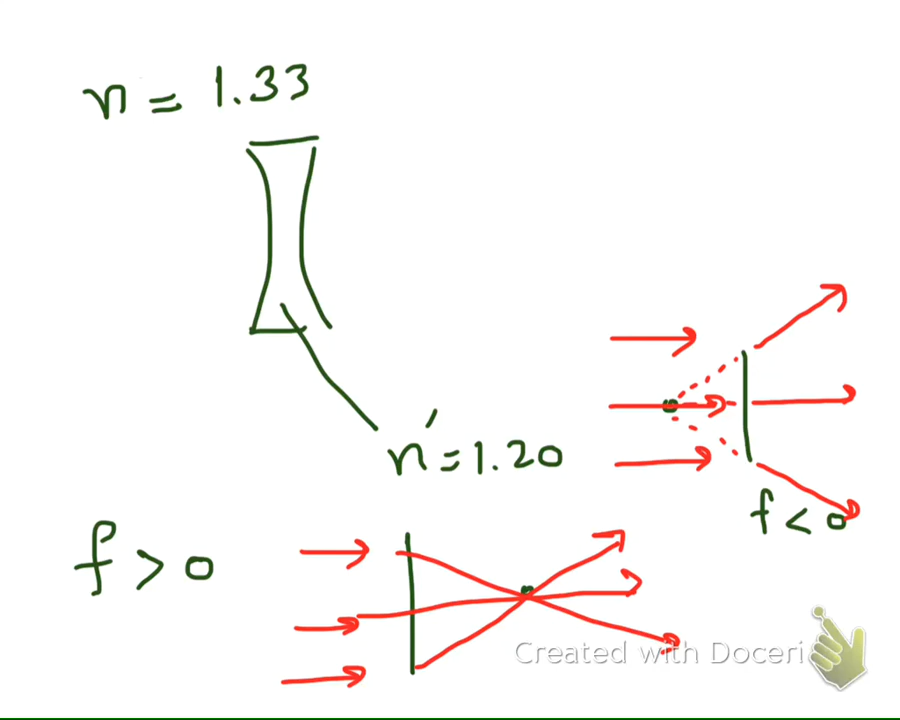 n = 1.33
n' = 1.20
f < 0
f > 0
Created with Doceri